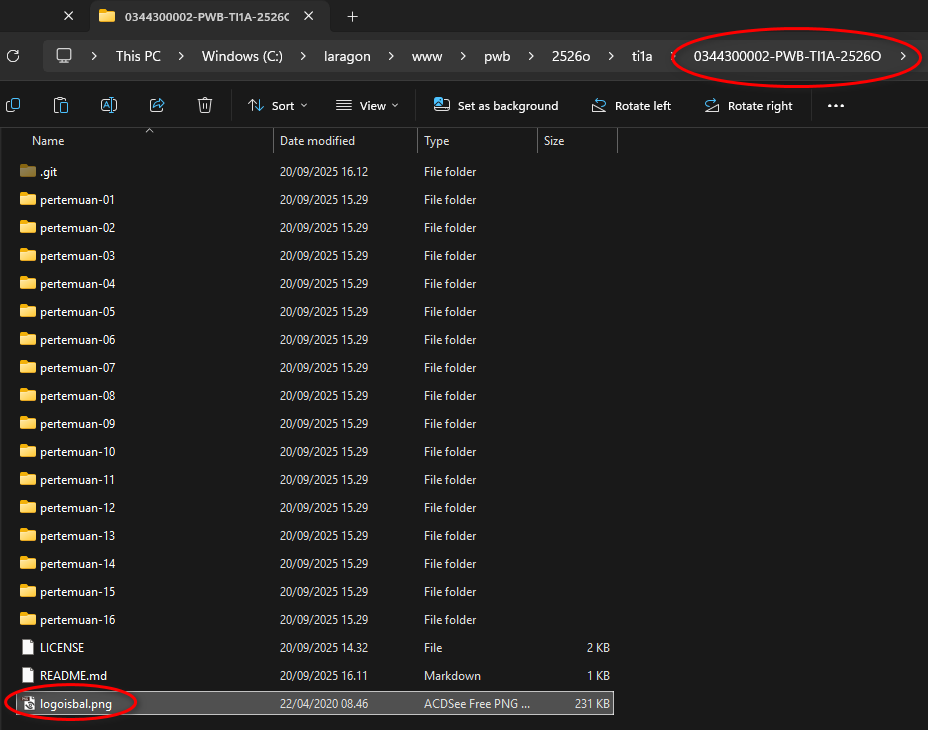 0344300002-PWB-TI1A-2526O
This PC Windows (C:) laragon www pwb 2526o ti1a 0344300002-PWB-TI1A-2526O
Sort View Set as background Rotate left Rotate right
Name Date modified Type Size
.git 20/09/2025 16.12 File folder
pertemuan-01 20/09/2025 15.29 File folder
pertemuan-02 20/09/2025 15.29 File folder
pertemuan-03 20/09/2025 15.29 File folder
pertemuan-04 20/09/2025 15.29 File folder
pertemuan-05 20/09/2025 15.29 File folder
pertemuan-06 20/09/2025 15.29 File folder
pertemuan-07 20/09/2025 15.29 File folder
pertemuan-08 20/09/2025 15.29 File folder
pertemuan-09 20/09/2025 15.29 File folder
pertemuan-10 20/09/2025 15.29 File folder
pertemuan-11 20/09/2025 15.29 File folder
pertemuan-12 20/09/2025 15.29 File folder
pertemuan-13 20/09/2025 15.29 File folder
pertemuan-14 20/09/2025 15.29 File folder
pertemuan-15 20/09/2025 15.29 File folder
pertemuan-16 20/09/2025 15.29 File folder
LICENSE 20/09/2025 14.32 File 2 KB
README.md 20/09/2025 16.11 Markdown 1 KB
logoisbal.png 22/04/2020 08.46 ACDSee Free PNG ... 231 KB